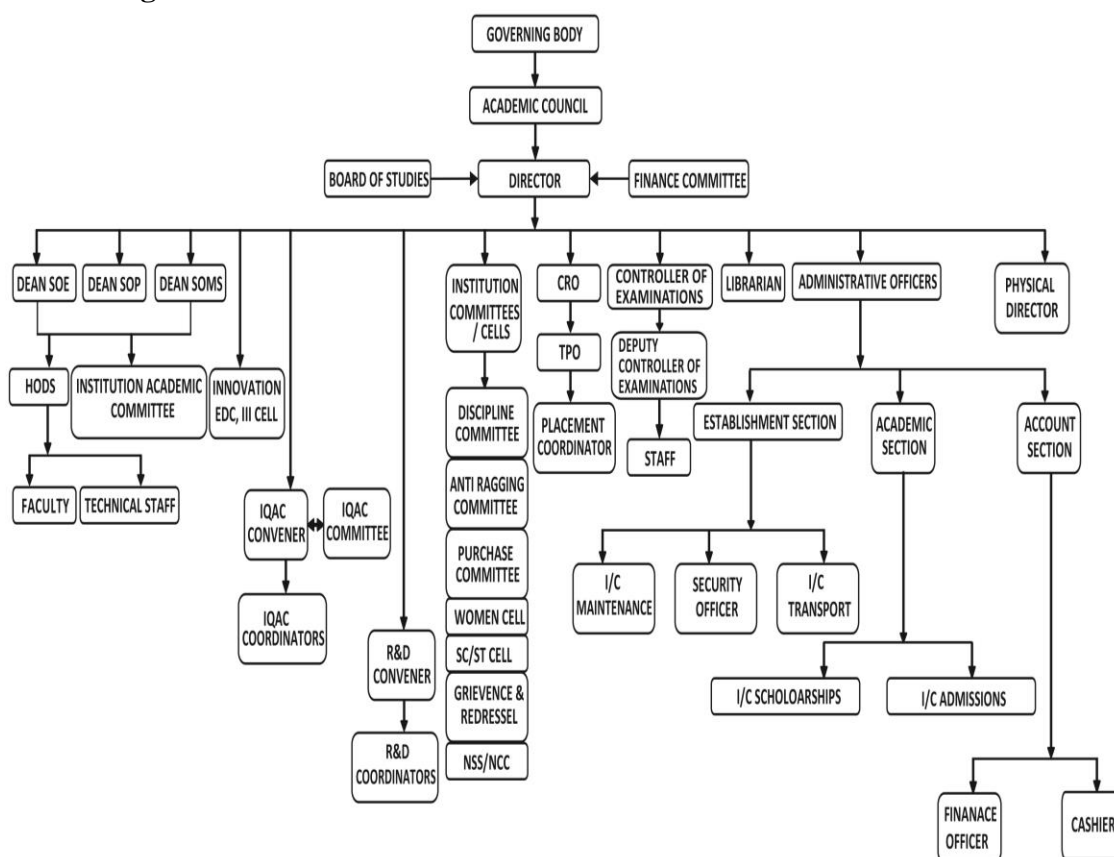 GOVERNING BODY
ACADEMIC COUNCIL
BOARD OF STUDIES
DIRECTOR
FINANCE COMMITTEE
DEAN SOE
DEAN SOP
DEAN SOMS
INSTITUTION
COMMITTEES
/ CELLS
CRO
CONTROLLER OF
EXAMINATIONS
LIBRARIAN
ADMINISTRATIVE OFFICERS
PHYSICAL
DIRECTOR
HODS
INSTITUTION ACADEMIC
COMMITTEE
INNOVATION
EDC, III CELL
TPO
DEPUTY
CONTROLLER OF
EXAMINATIONS
DISCIPLINE
COMMITTEE
PLACEMENT
COORDINATOR
STAFF
ESTABLISHMENT SECTION
ACADEMIC
SECTION
ACCOUNT
SECTION
FACULTY
TECHNICAL STAFF
IQAC
CONVENER
IQAC
COMMITTEE
ANTI RAGGING
COMMITTEE
PURCHASE
COMMITTEE
I/C
MAINTENANCE
SECURITY
OFFICER
I/C
TRANSPORT
IQAC
COORDINATORS
WOMEN CELL
R&D
CONVENER
SC/ST CELL
GRIEVENCE &
REDRESSEL
I/C SCHOLOARSHIPS
I/C ADMISSIONS
R&D
COORDINATORS
NSS/NCC
FINANACE
OFFICER
CASHIER